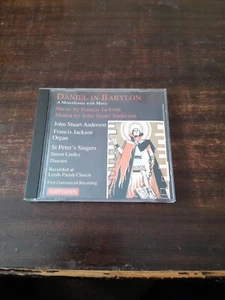 DANIEL IN BABYLON
A Monodrama with Music
Music by Francis Jackson
Drama by John Stuart Anderson
John Stuart Anderson
Francis Jackson
Organ
St Peter's Singers
Simon Lindley
Director
Recorded at
Leeds Parish Church
First Commercial Recording
AMPHION